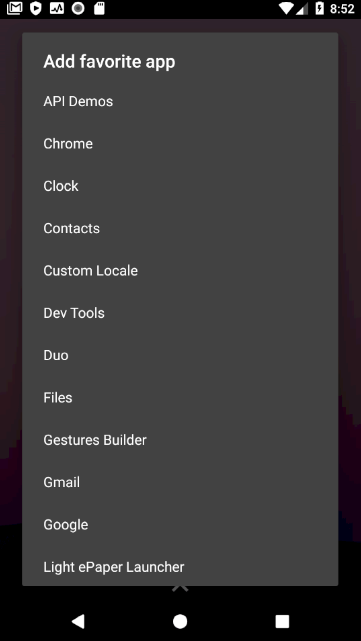 8:52
Add favorite app
API Demos
Chrome
Clock
Contacts
Custom Locale
Dev Tools
Duo
Files
Gestures Builder
Gmail
Google
Light ePaper Launcher